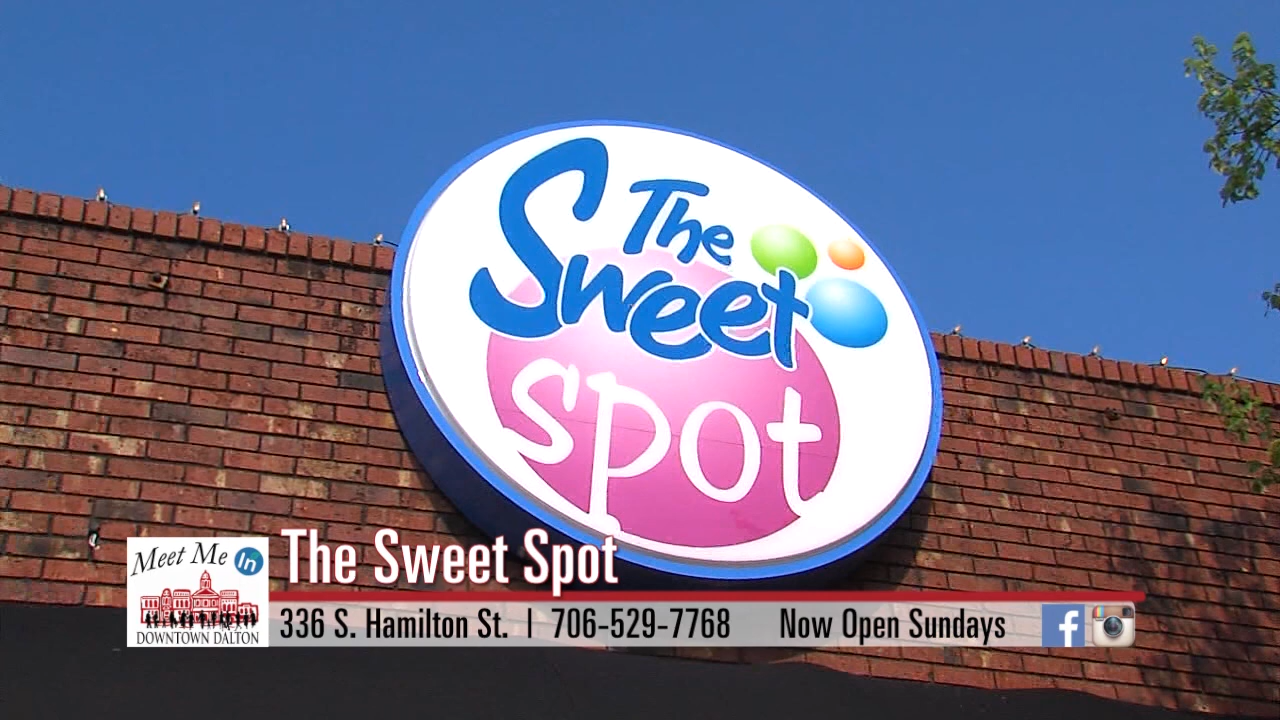 The
Sweet
spot
Meet Me In
DOWNTOWN DALTON
The Sweet Spot
336 S. Hamilton St. | 706-529-7768 Now Open Sundays
f